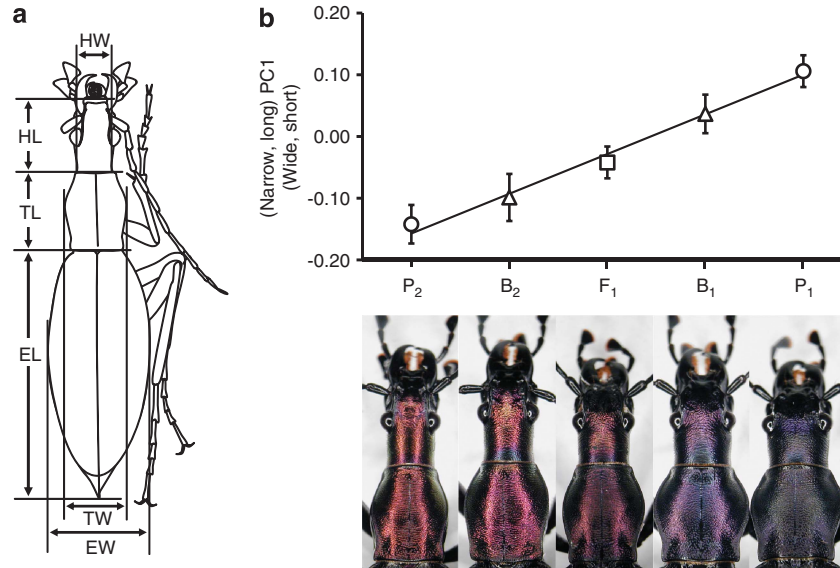 a
HW
HL
TL
EL
TW
EW
b
(Narrow, long) PC1
(Wide, short)
0.20
0.10
0.00
-0.10
-0.20
P2 B2 F1 B1 P1